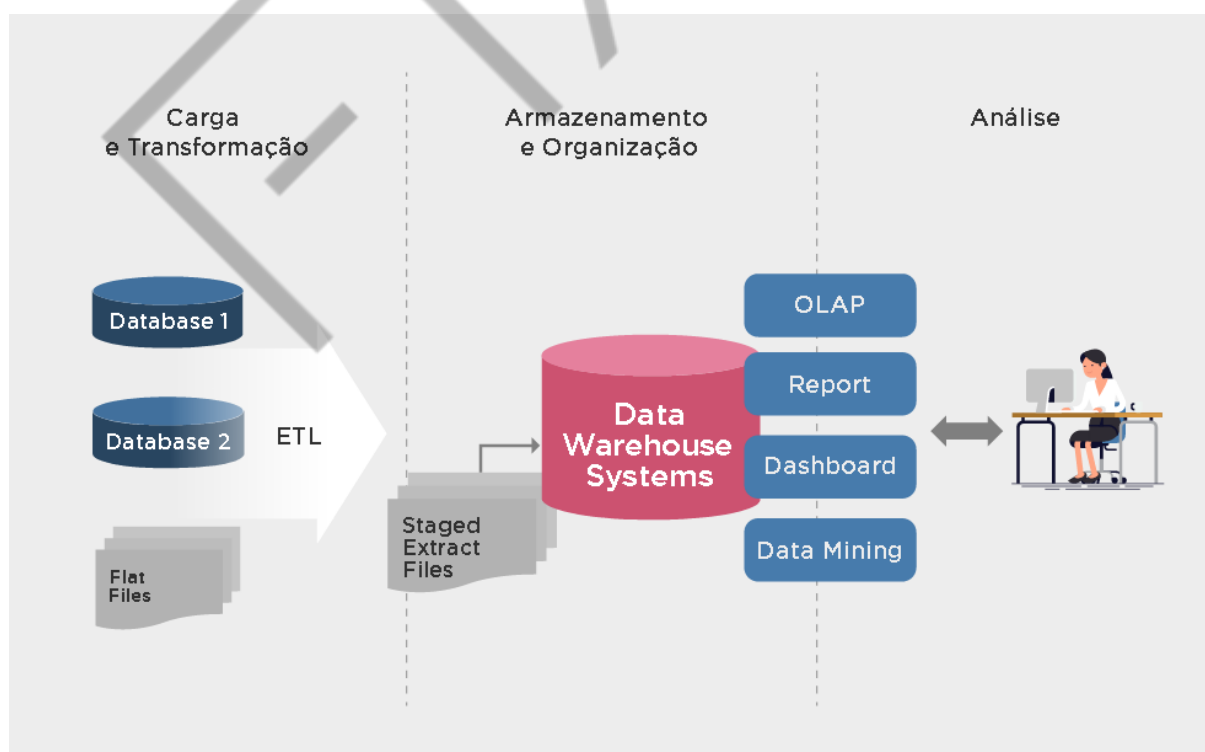 Carga
e Transformação
Armazenamento
e Organização
Análise
Database 1
Database 2
ETL
Flat
Files
Staged
Extract
Files
Data
Warehouse
Systems
OLAP
Report
Dashboard
Data Mining